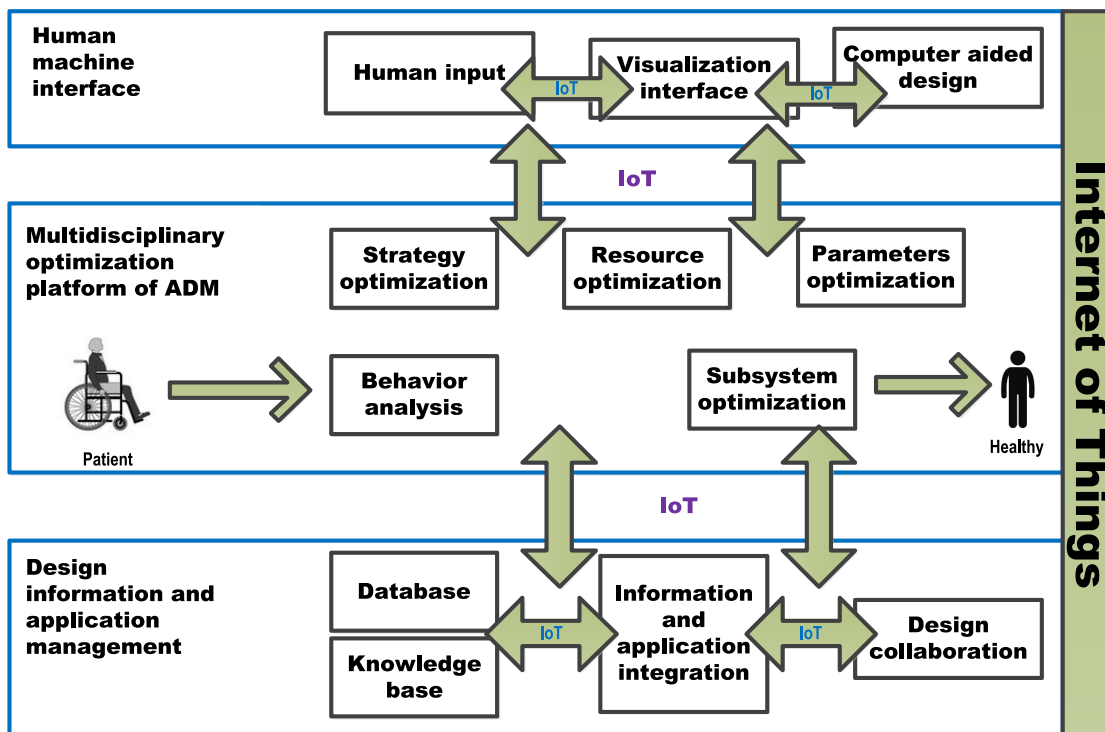 Human
machine
interface
Human input
IoT
Visualization
interface
IoT
Computer aided
design
IoT
Multidisciplinary
optimization
platform of ADM
Strategy
optimization
Resource
optimization
Parameters
optimization
Patient
Behavior
analysis
Subsystem
optimization
Healthy
IoT
Design
information and
application
management
Database
Knowledge
base
IoT
Information
and
application
integration
IoT
Design
collaboration
Internet of Things